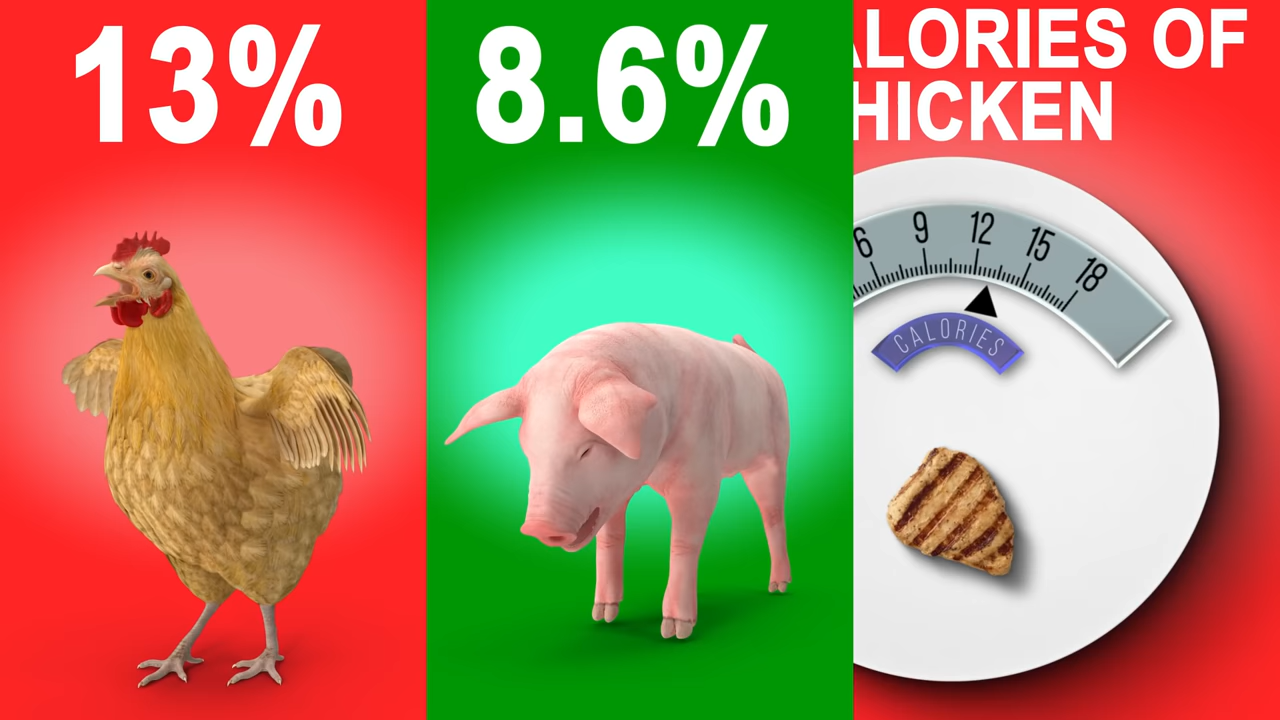 13%
8.6%
ALORIES OF
HICKEN
6 9 12 15 18
CALORIES